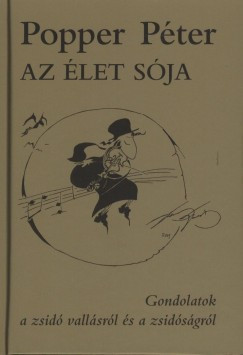 Popper Péter
AZ ÉLET SÓJA
Gondolatok
a zsidó vallásról és a zsidóságról